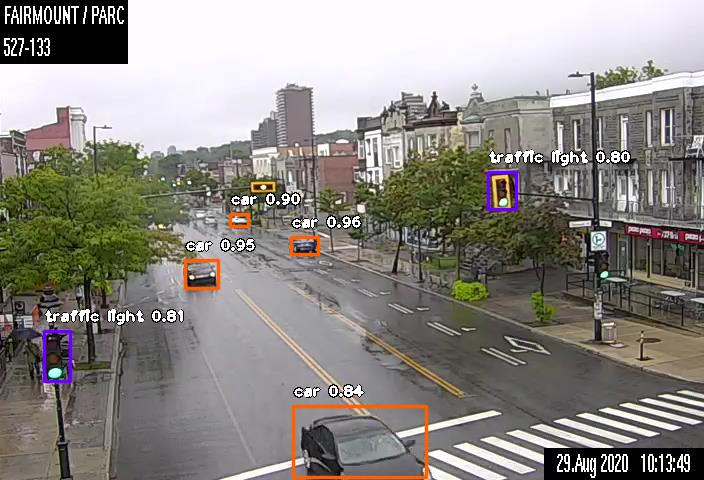 FAIRMOUNT / PARC
527-133
traffic light 0.80
car 0.90
car 0.96
car 0.95
traffic light 0.81
car 0.84
29.Aug 2020 10:13:49